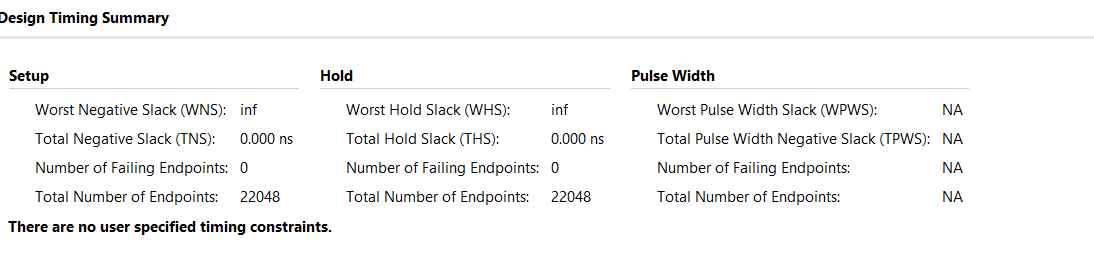 Design Timing Summary
Setup Hold Pulse Width
Worst Negative Slack (WNS): inf Worst Hold Slack (WHS): inf Worst Pulse Width Slack (WPWS): NA
Total Negative Slack (TNS): 0.000 ns Total Hold Slack (THS): 0.000 ns Total Pulse Width Negative Slack (TPWS): NA
Number of Failing Endpoints: 0 Number of Failing Endpoints: 0 Number of Failing Endpoints: NA
Total Number of Endpoints: 22048 Total Number of Endpoints: 22048 Total Number of Endpoints: NA
There are no user specified timing constraints.